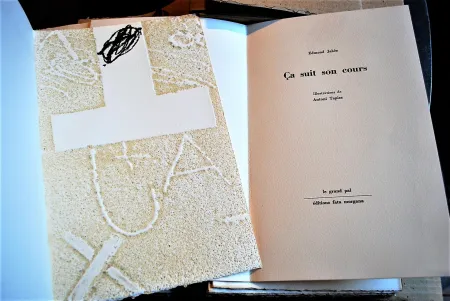 Edmond Jabès
Ça suit son cours
Illustrations de
Antoni Tapies
le grand pal
éditions fata morgana